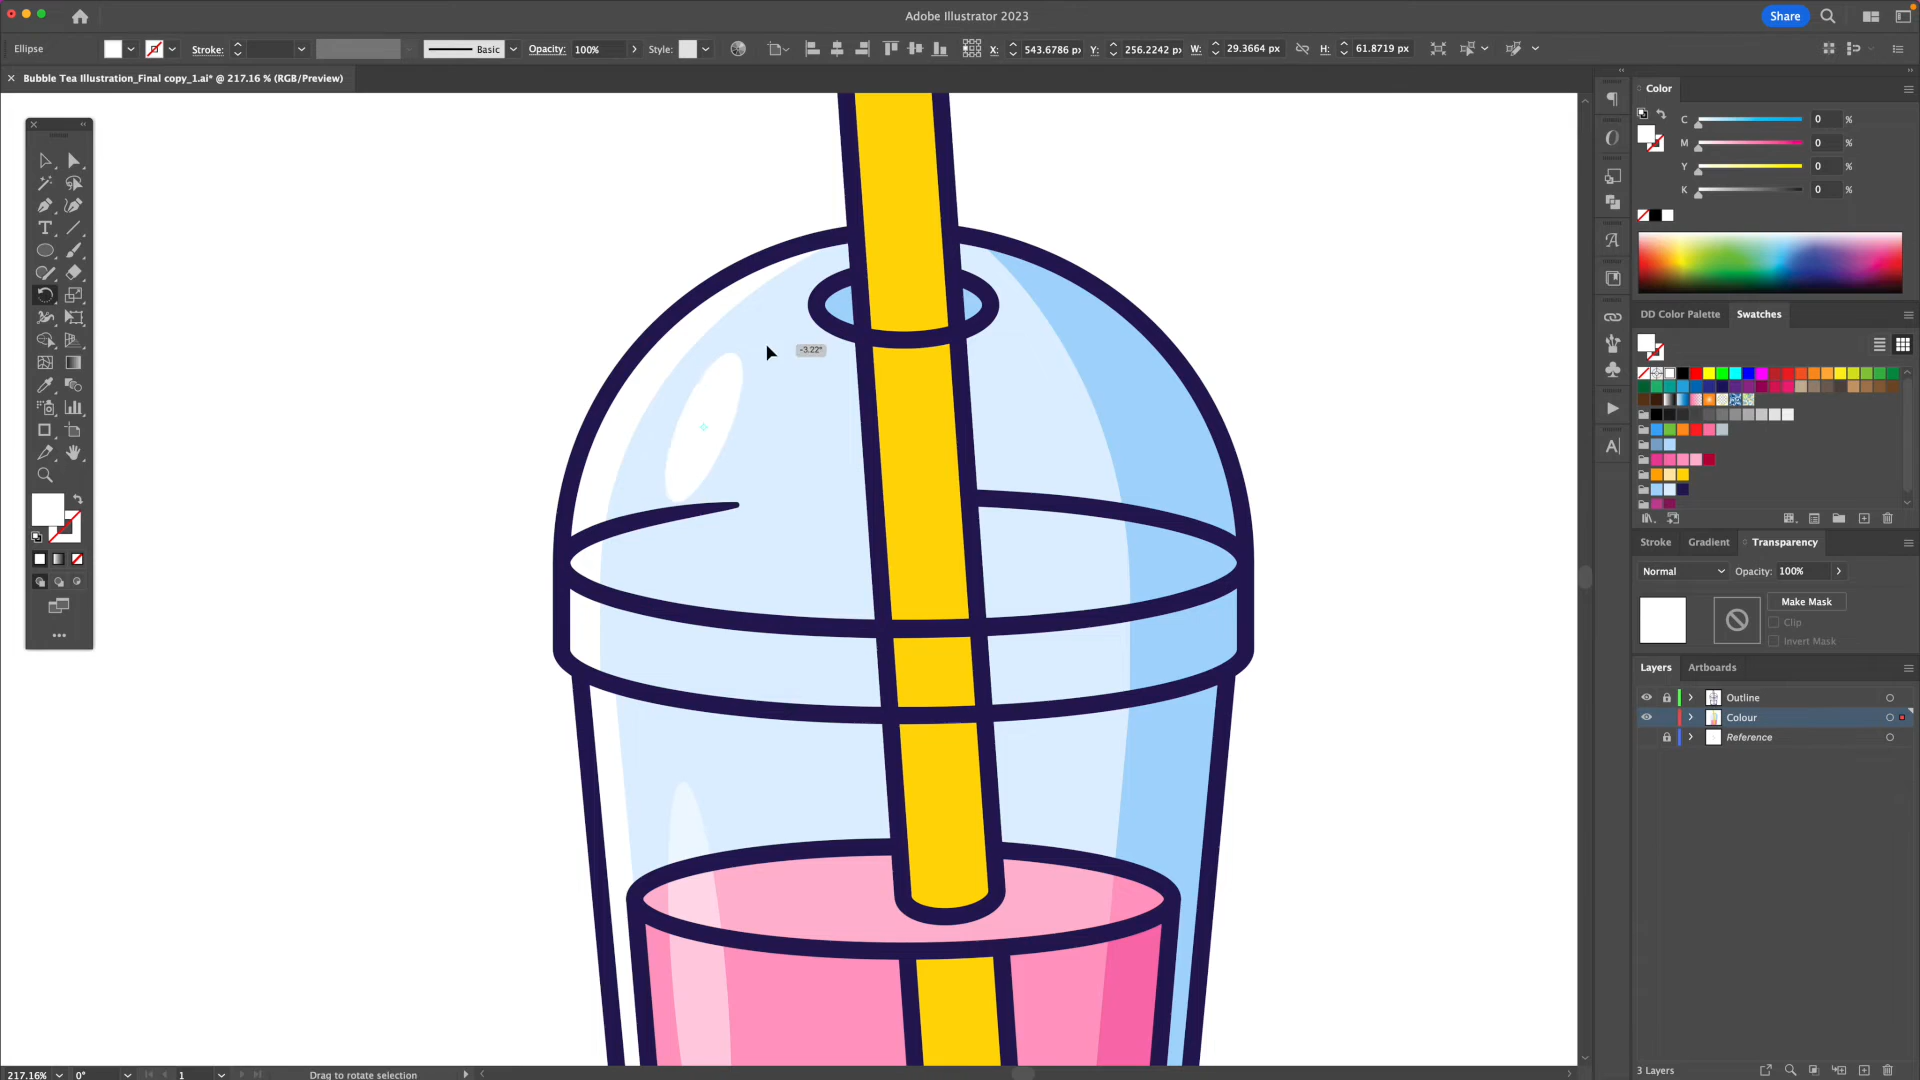 Adobe Illustrator 2023
Share
Ellipse
Stroke:
Basic
Opacity: 100%
Style:
X: 543.6786 px
Y: 256.2242 px
W: 29.3664 px
H: 61.8719 px
Bubble Tea Illustration_Final copy_1.ai* @ 217.16 % (RGB/Preview)
-3.22°
Color
C 0 %
M 0 %
Y 0 %
K 0 %
DD Color Palette Swatches
Stroke Gradient Transparency
Normal Opacity: 100%
Make Mask
Clip
Invert Mask
Layers Artboards
Outline
Colour
Reference
3 Layers
217.16% 0° 1 Drag to rotate selection